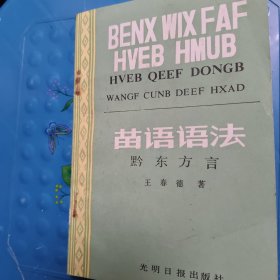 BENX WIX FAF
HVEB HMUB
HVEB QEEF DONGB
WANGF CUNB DEEF HXAD
苗语语法
黔东方言
王春德 著
光明日报出版社